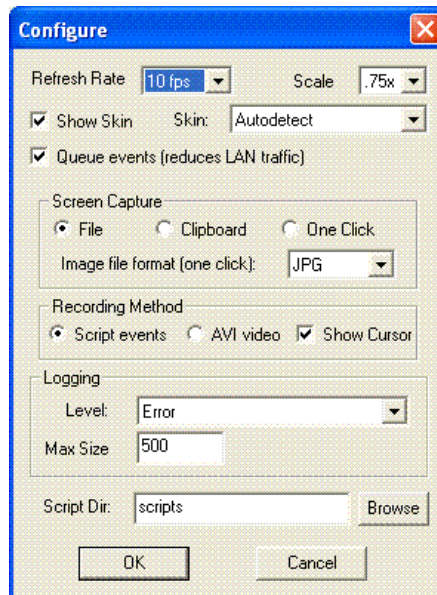 Configure
Refresh Rate 10 fps Scale .75x
Show Skin Skin: Autodetect
Queue events (reduces LAN traffic)
Screen Capture
File Clipboard One Click
Image file format (one click): JPG
Recording Method
Script events AVI video Show Cursor
Logging
Level: Error
Max Size 500
Script Dir: scripts Browse
OK Cancel